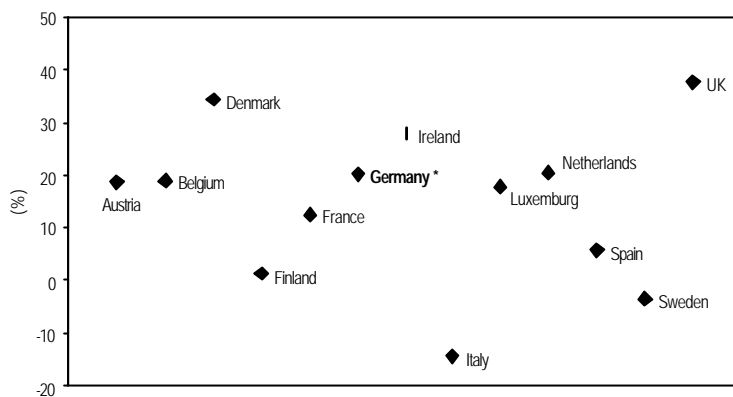 50
40
30
20
10
0
-10
-20
(%)
UK
Denmark
Ireland
Netherlands
Germany *
Belgium
Luxemburg
Austria
France
Spain
Finland
Sweden
Italy